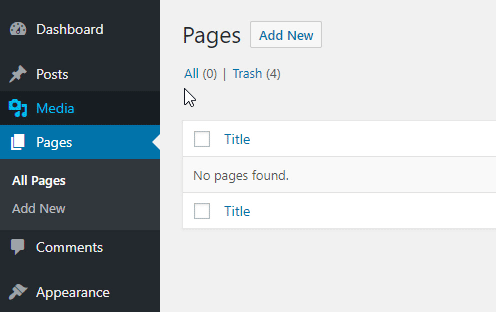 Dashboard
Posts
Media
Pages
All Pages
Add New
Comments
Appearance
Pages Add New
All (0) | Trash (4)
Title
No pages found.
Title